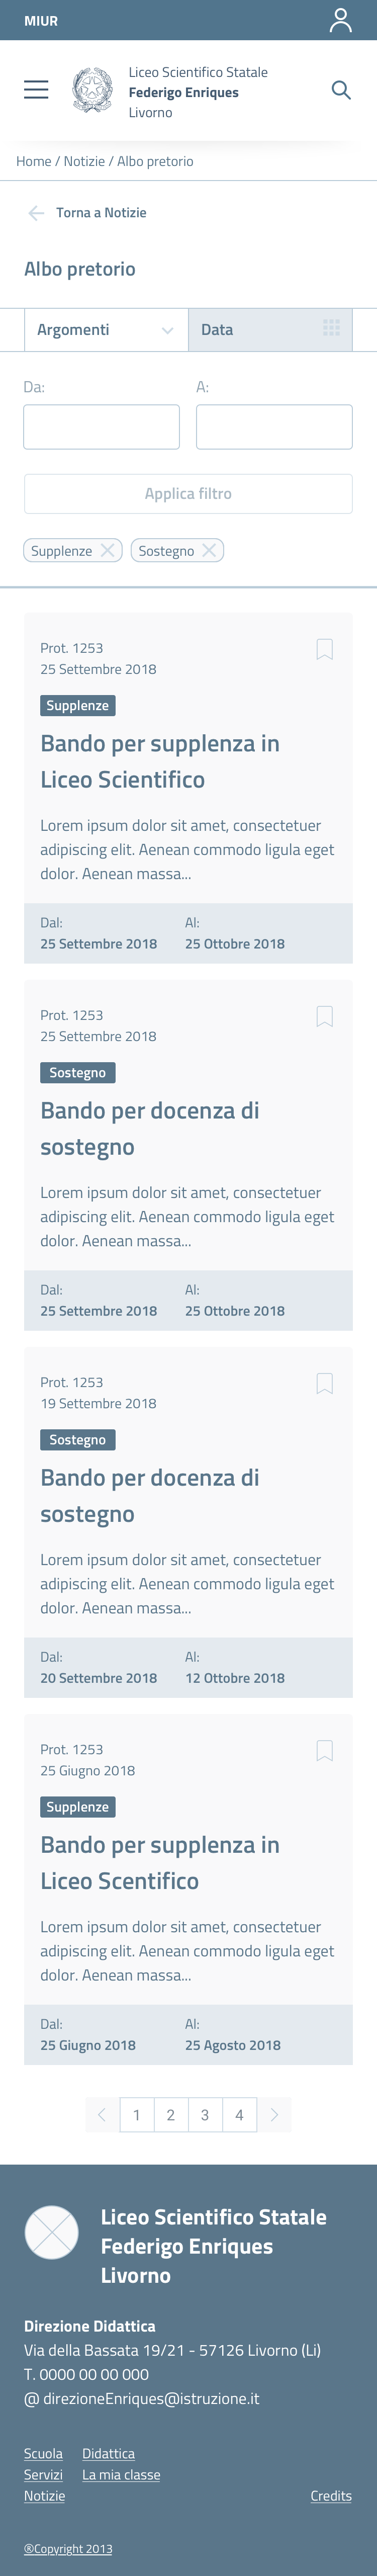 MIUR
Liceo Scientifico Statale
Federigo Enriques
Livorno
Home / Notizie / Albo pretorio
Torna a Notizie
Albo pretorio
Argomenti
Data
Da:
A:
Applica filtro
Supplenze
Sostegno
Prot. 1253
25 Settembre 2018
Supplenze
Bando per supplenza in
Liceo Scientifico
Lorem ipsum dolor sit amet, consectetuer
adipiscing elit. Aenean commodo ligula eget
dolor. Aenean massa...
Dal:
25 Settembre 2018
Al:
25 Ottobre 2018
Prot. 1253
25 Settembre 2018
Sostegno
Bando per docenza di
sostegno
Lorem ipsum dolor sit amet, consectetuer
adipiscing elit. Aenean commodo ligula eget
dolor. Aenean massa...
Dal:
25 Settembre 2018
Al:
25 Ottobre 2018
Prot. 1253
19 Settembre 2018
Sostegno
Bando per docenza di
sostegno
Lorem ipsum dolor sit amet, consectetuer
adipiscing elit. Aenean commodo ligula eget
dolor. Aenean massa...
Dal:
20 Settembre 2018
Al:
12 Ottobre 2018
Prot. 1253
25 Giugno 2018
Supplenze
Bando per supplenza in
Liceo Scentifico
Lorem ipsum dolor sit amet, consectetuer
adipiscing elit. Aenean commodo ligula eget
dolor. Aenean massa...
Dal:
25 Giugno 2018
Al:
25 Agosto 2018
1 2 3 4
Liceo Scientifico Statale
Federigo Enriques
Livorno
Direzione Didattica
Via della Bassata 19/21 - 57126 Livorno (Li)
T. 0000 00 00 000
@ direzioneEnriques@istruzione.it
Scuola Didattica
Servizi La mia classe
Notizie Credits
®Copyright 2013